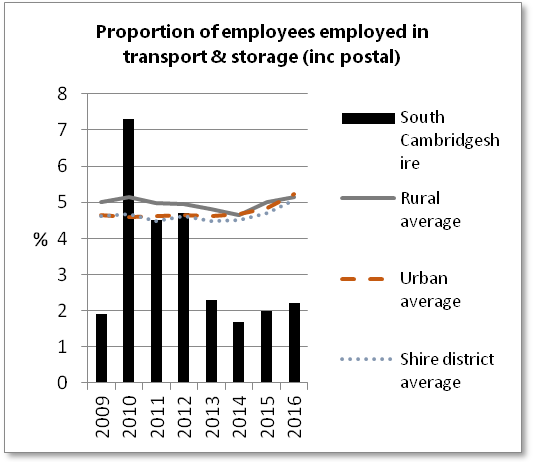 Proportion of employees employed in
transport & storage (inc postal)
8
7
6
5
4
3
2
1
0
%
2009
2010
2011
2012
2013
2014
2015
2016
South
Cambridgesh
ire
Rural
average
Urban
average
Shire district
average